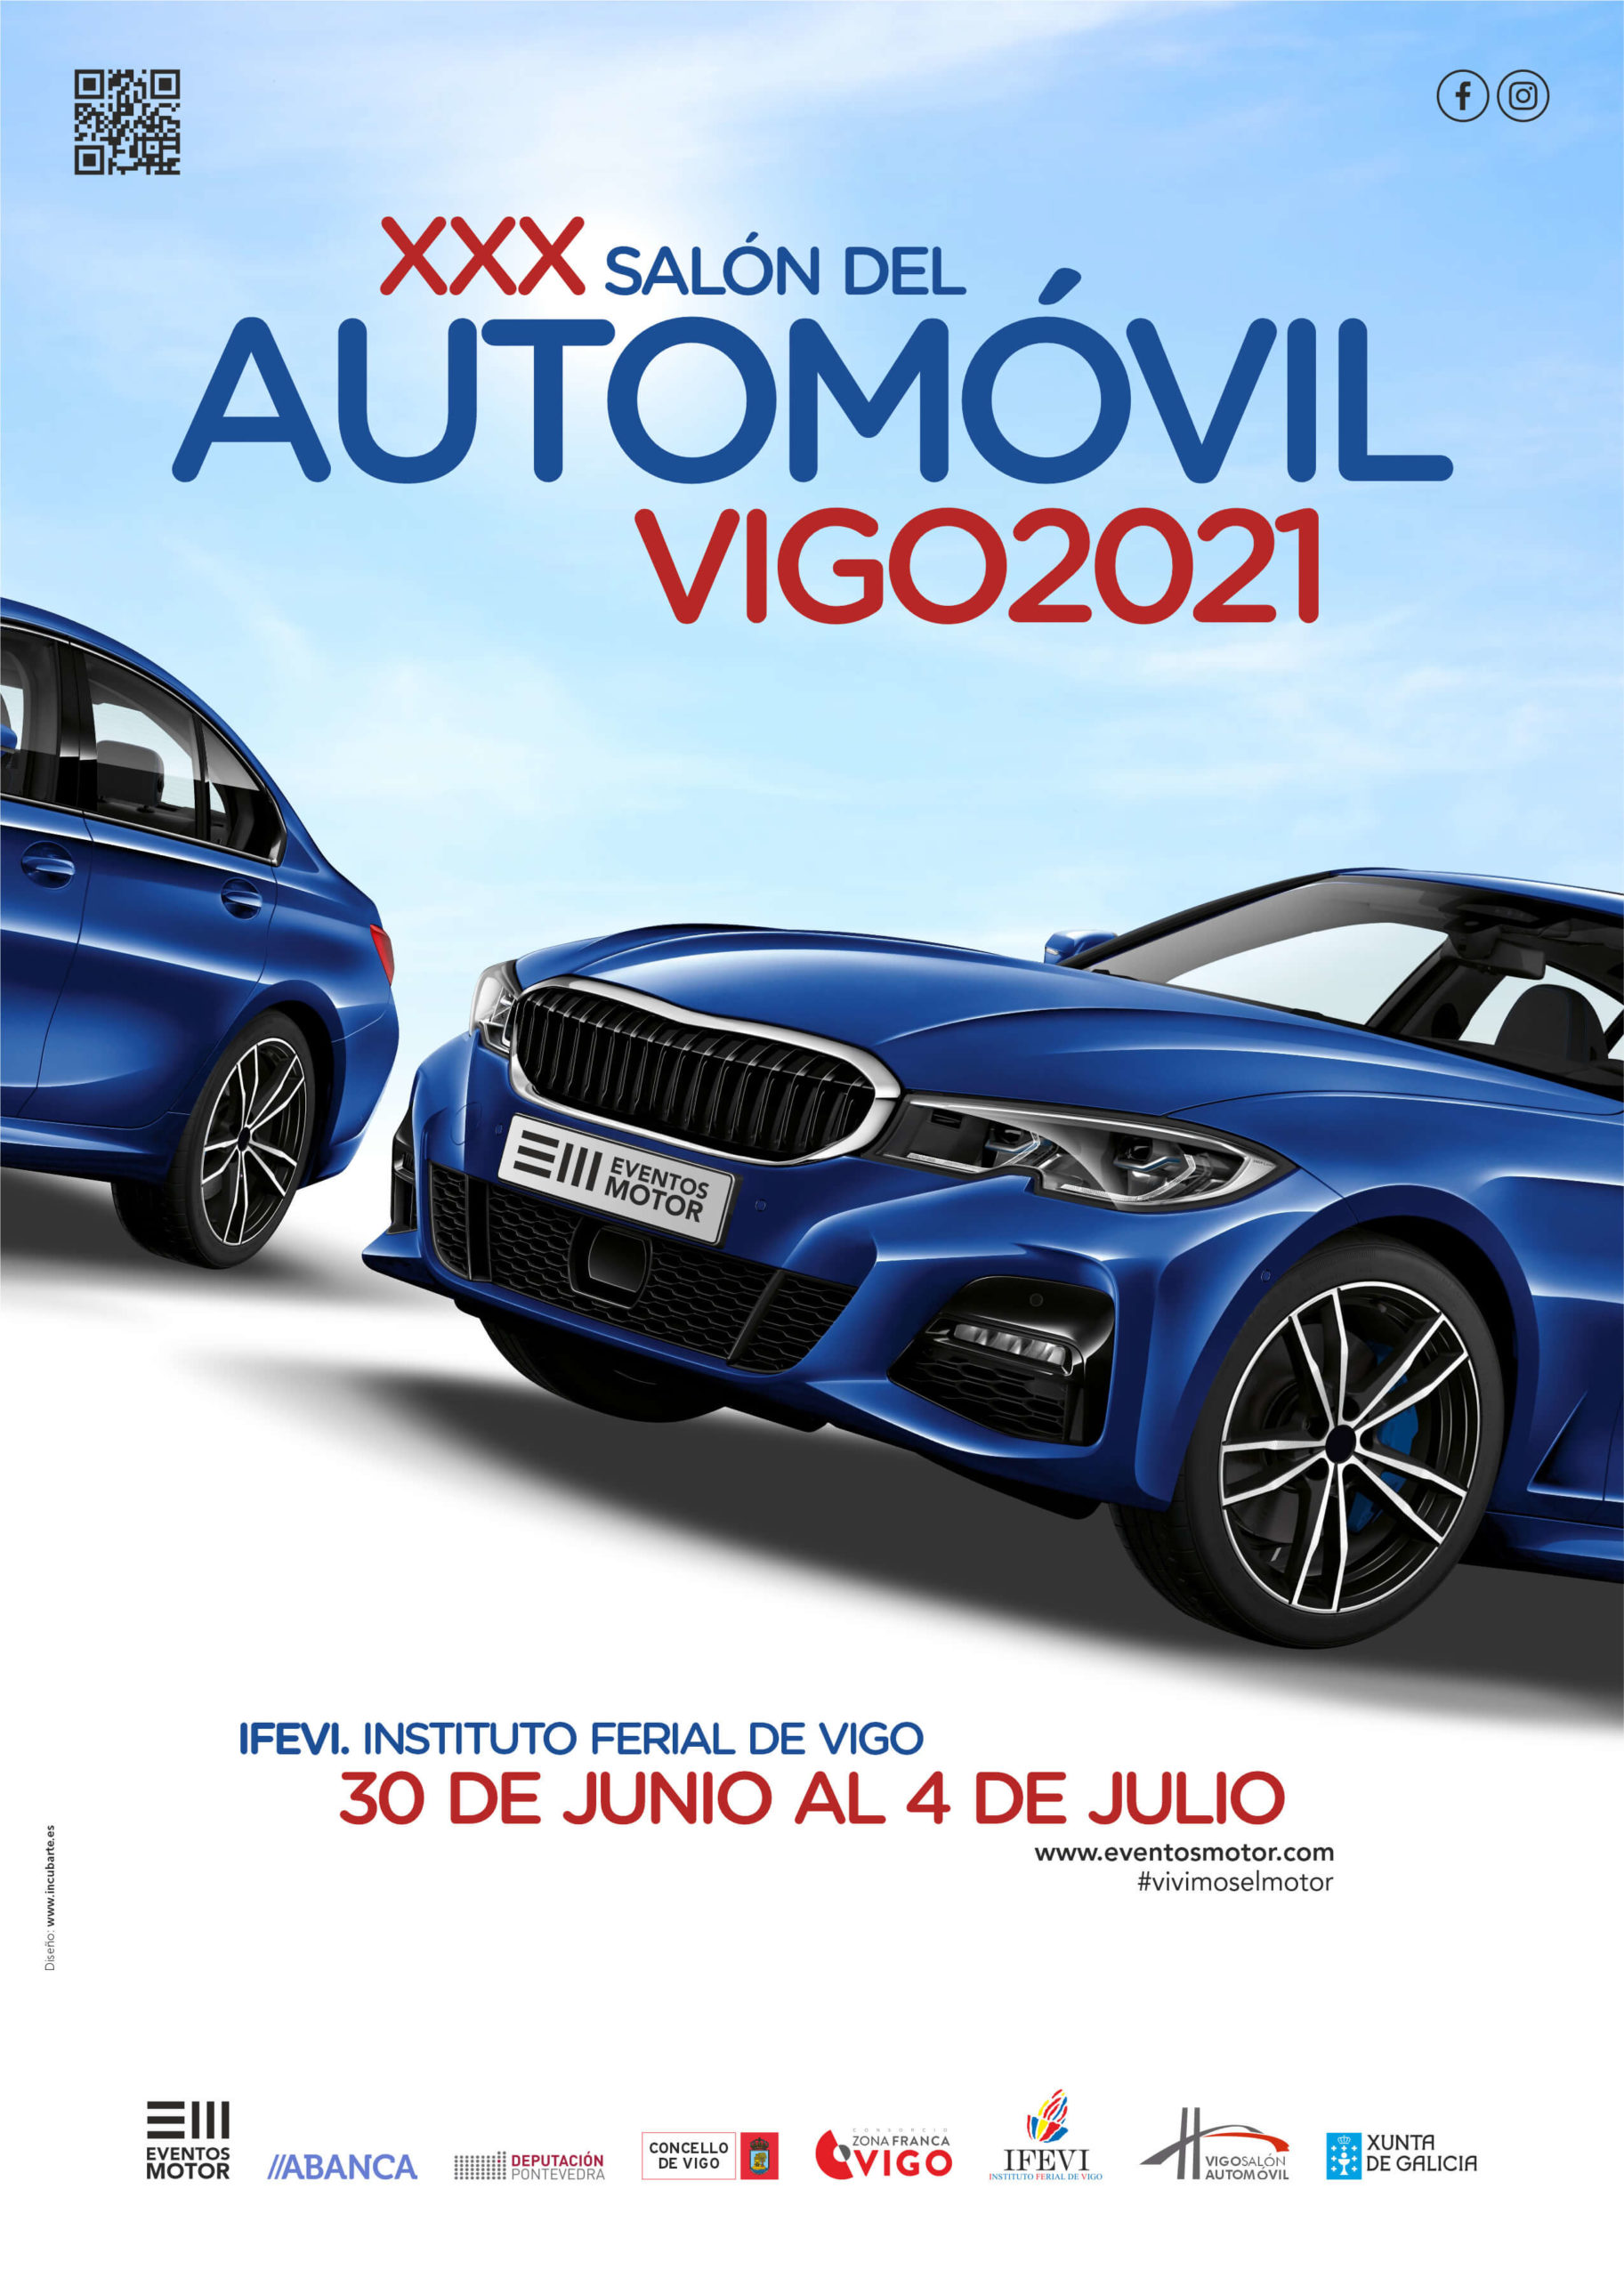 XXX SALÓN DEL
AUTOMÓVIL
VIGO2021
EVENTOS
MOTOR
IFEVI. INSTITUTO FERIAL DE VIGO
30 DE JUNIO AL 4 DE JULIO
www.eventosmotor.com
#vivimoselmotor
Diseño: www.incubarte.es
EVENTOS
MOTOR
//ABANCA
DEPUTACIÓN
PONTEVEDRA
CONCELLO
DE VIGO
CONSORCIO
ZONA FRANCA
VIGO
IFEVI
INSTITUTO FERIAL DE VIGO
VIGOSALÓN
AUTOMÓVIL
XUNTA
DE GALICIA